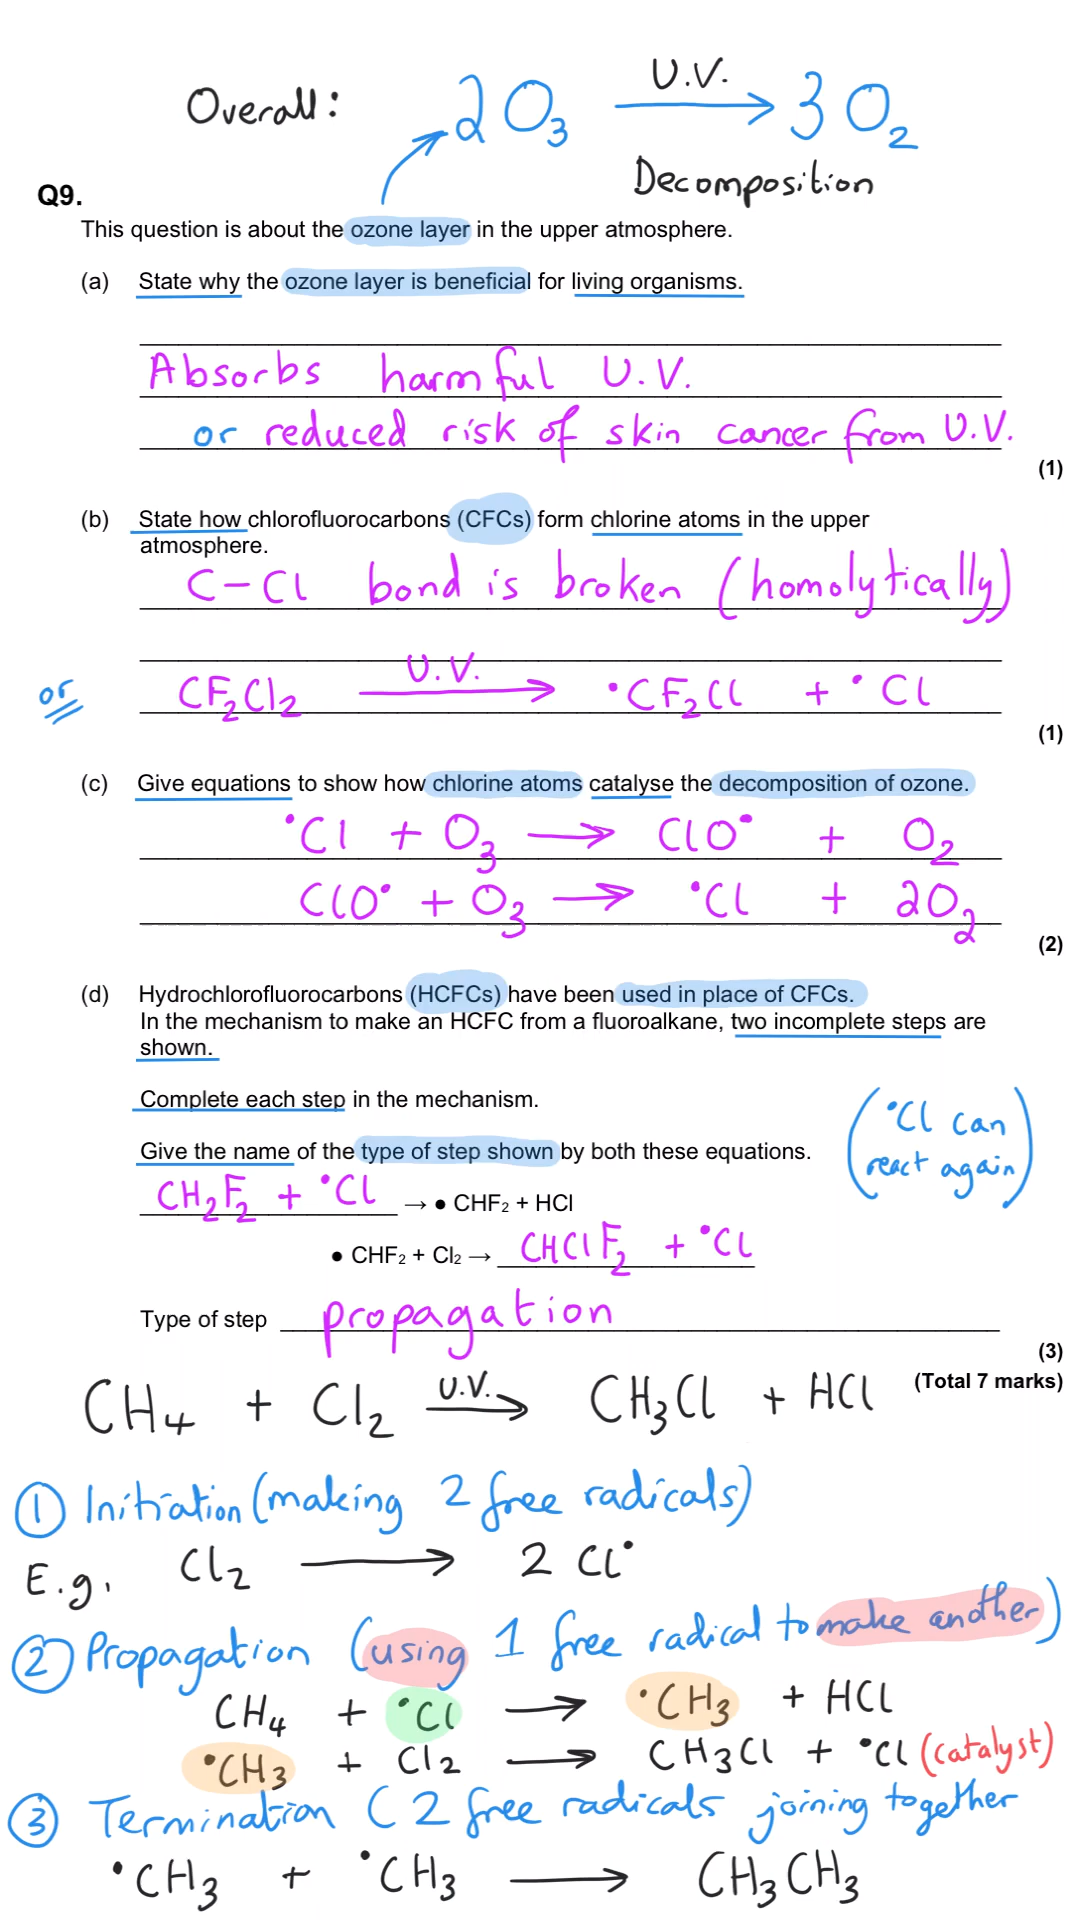 Overall: 2O₃ U.V. → 3O₂
Decomposition
Q9.
This question is about the ozone layer in the upper atmosphere.
(a) State why the ozone layer is beneficial for living organisms.
Absorbs harmful U.V.
or reduced risk of skin cancer from U.V.
(1)
(b) State how chlorofluorocarbons (CFCs) form chlorine atoms in the upper
atmosphere.
C-Cl bond is broken (homolytically)
or CF₂Cl₂ U.V. → •CF₂Cl + •Cl
(1)
(c) Give equations to show how chlorine atoms catalyse the decomposition of ozone.
•Cl + O₃ → ClO• + O₂
ClO• + O₃ → •Cl + 2O₂
(2)
(d) Hydrochlorofluorocarbons (HCFCs) have been used in place of CFCs.
In the mechanism to make an HCFC from a fluoroalkane, two incomplete steps are
shown.
Complete each step in the mechanism.
(•Cl can
react again)
Give the name of the type of step shown by both these equations.
CH₂F₂ + •Cl → • CHF₂ + HCl
• CHF₂ + Cl₂ → CHClF₂ + •Cl
Type of step propagation
(3)
(Total 7 marks)
CH₄ + Cl₂ U.V. → CH₃Cl + HCl
① Initiation (making 2 free radicals)
E.g. Cl₂ → 2 Cl•
② Propagation (using 1 free radical to make another)
CH₄ + •Cl → •CH₃ + HCl
•CH₃ + Cl₂ → CH₃Cl + •Cl (catalyst)
③ Termination (2 free radicals joining together
•CH₃ + •CH₃ → CH₃CH₃